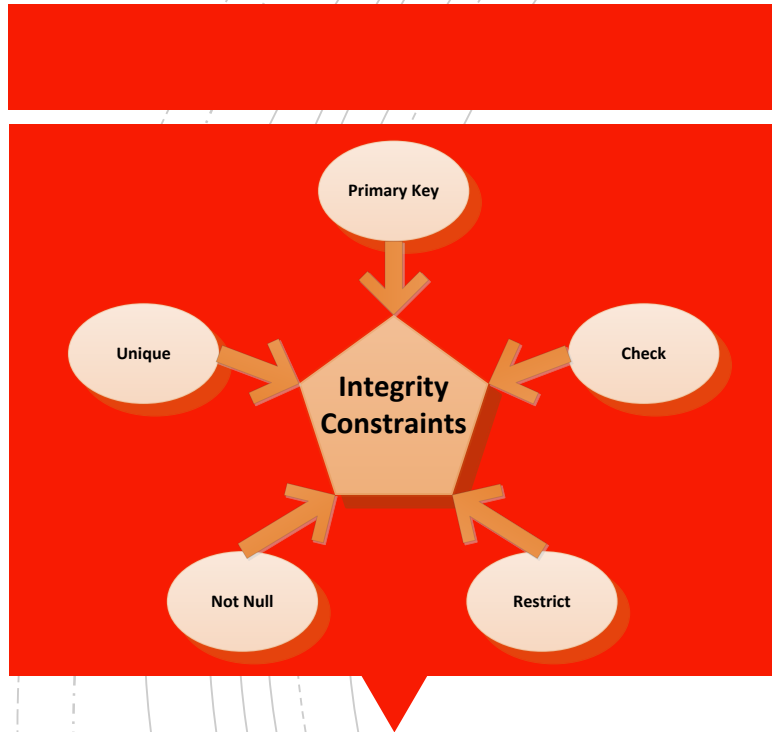 Primary Key
Unique
Check
Integrity
Constraints
Not Null
Restrict